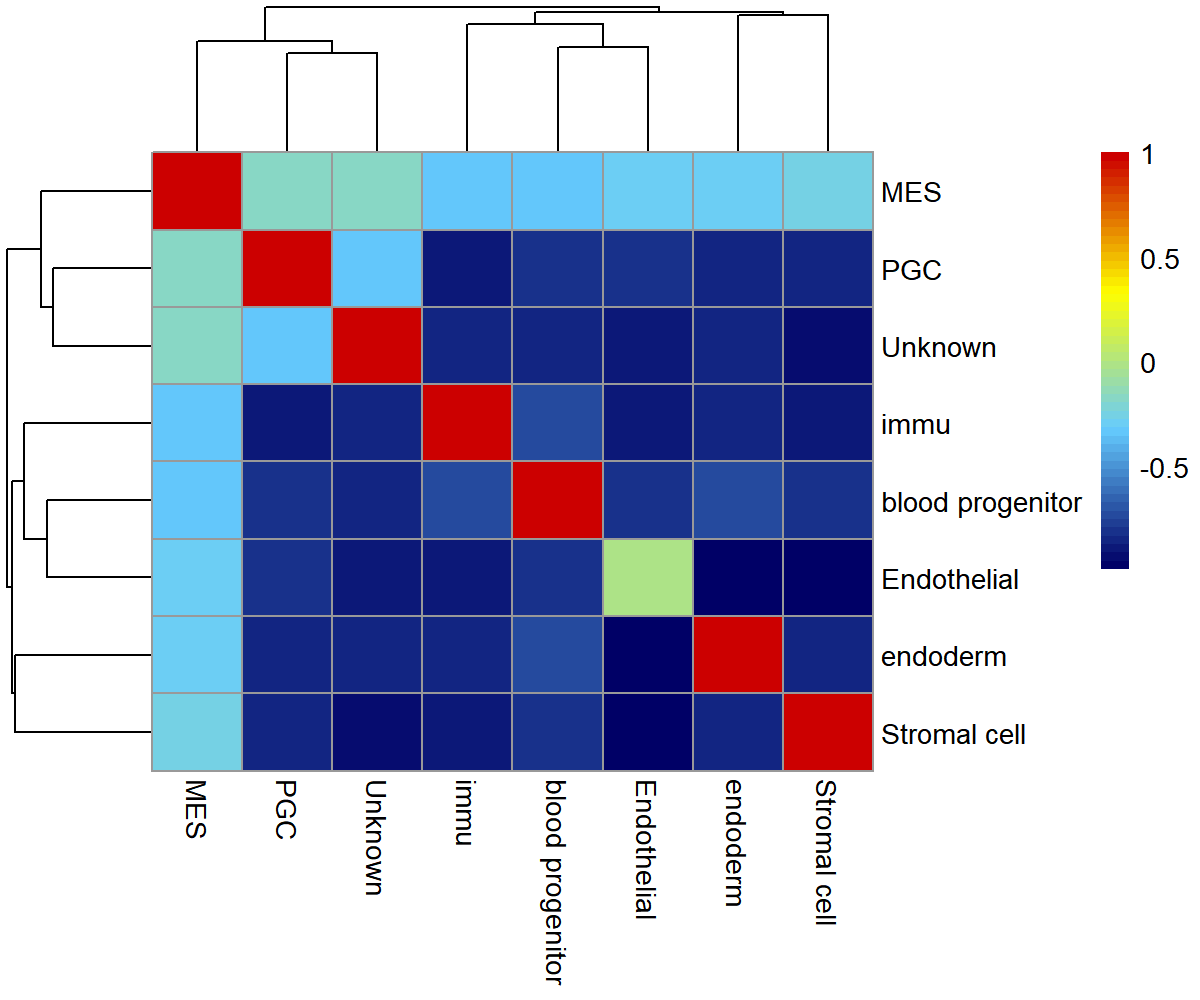 1
0.5
0
-0.5
MES
PGC
Unknown
immu
blood progenitor
Endothelial
endoderm
Stromal cell
MES
PGC
Unknown
immu
blood progenitor
Endothelial
endoderm
Stromal cell